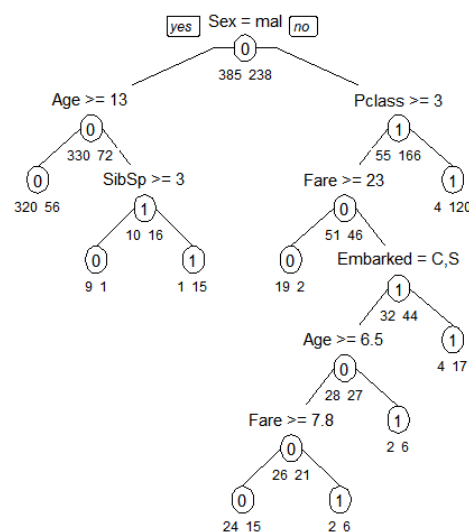 yes Sex = mal no
0
385 238
Age >= 13 Pclass >= 3
0 1
330 72 55 166
0 SibSp >= 3 Fare >= 23 1
320 56 1 0 4 120
10 16 51 46
0 1 0 Embarked = C,S
9 1 1 15 19 2 1
32 44
Age >= 6.5 1
0 4 17
28 27
Fare >= 7.8 1
0 2 6
26 21
0 1
24 15 2 6